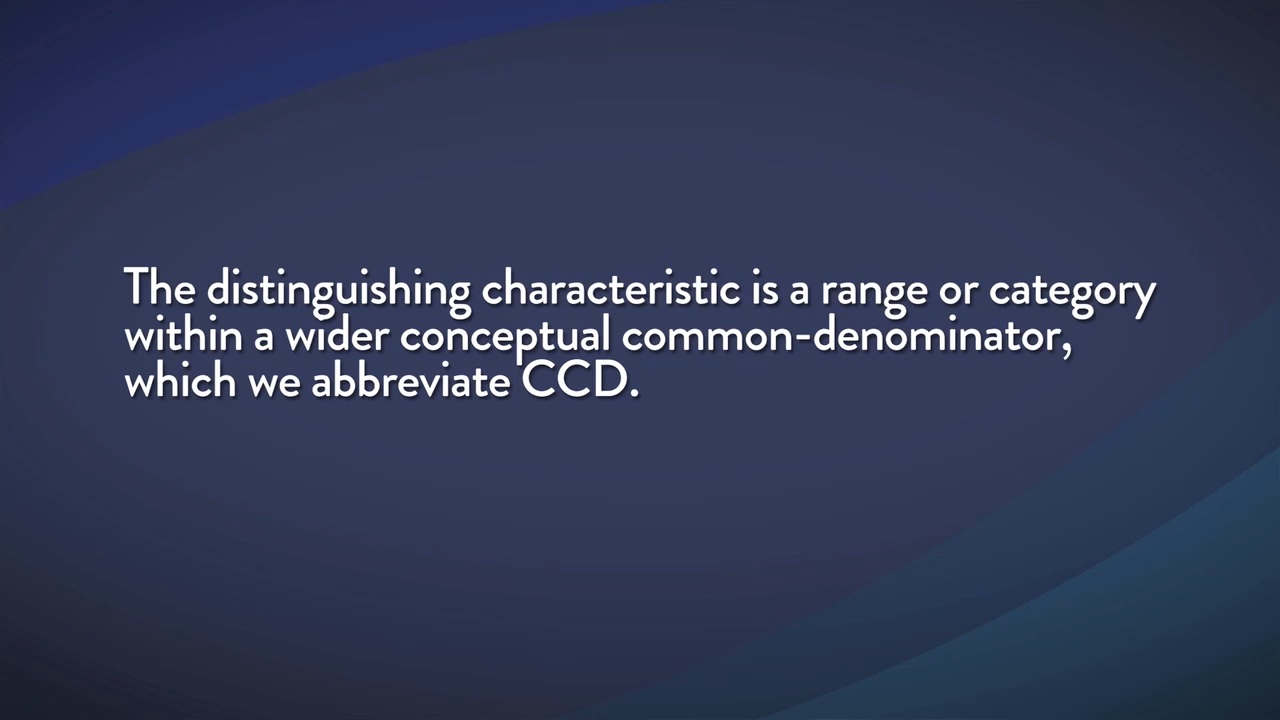 The distinguishing characteristic is a range or category
within a wider conceptual common-denominator,
which we abbreviate CCD.